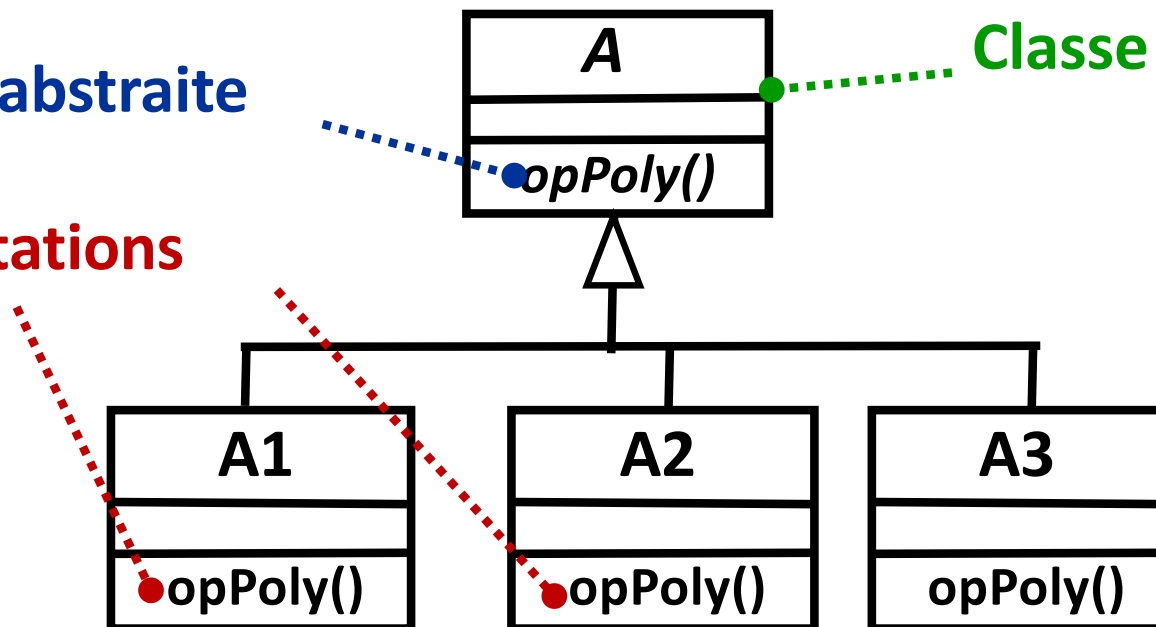 A
Classe
abstraite
opPoly()
tations
A1
A2
A3
opPoly()
opPoly()
opPoly()